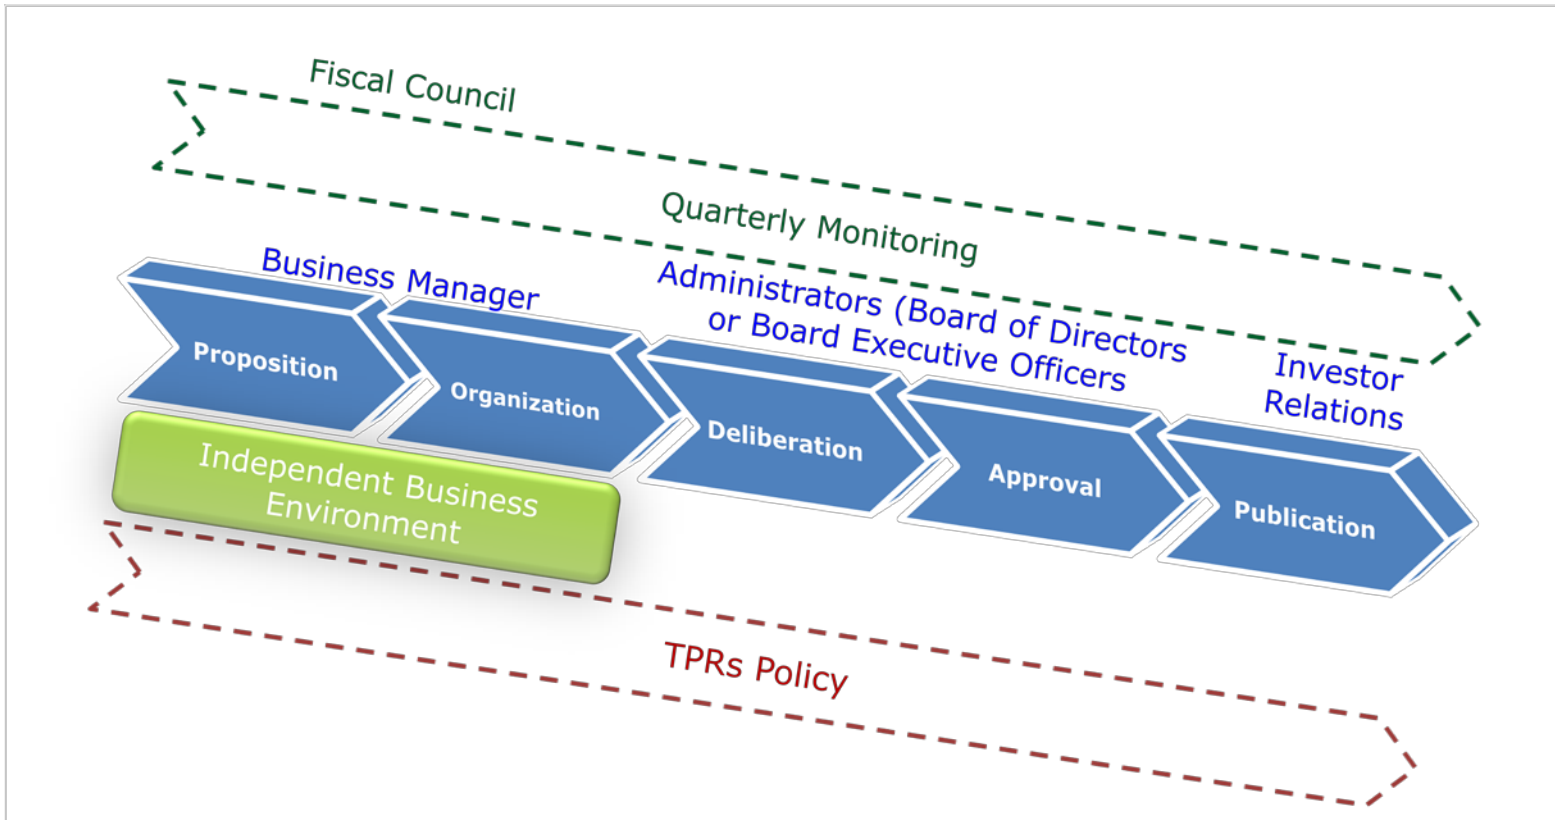 Fiscal Council
Quarterly Monitoring
Business Manager
Administrators (Board of Directors
or Board Executive Officers
Investor
Relations
Proposition
Organization
Deliberation
Approval
Publication
Independent Business
Environment
TPRs Policy